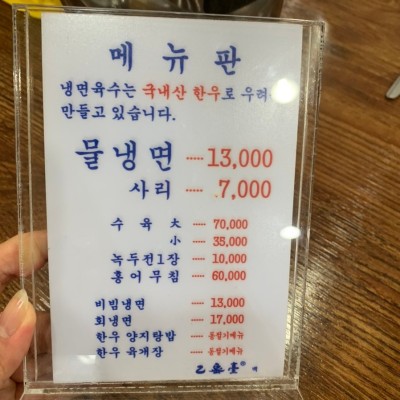 메뉴판
냉면육수는 국내산 한우로 우려
만들고 있습니다.
물냉면 ····· 13,000
사리 ····· 7,000
수육 大 ····· 70,000
小 ····· 35,000
녹두전1장 ····· 10,000
홍어무침 ····· 60,000
비빔냉면 ····· 13,000
회냉면 ····· 17,000
한우 양지탕밥 ····· 동절기메뉴
한우 육개장 ····· 동절기메뉴